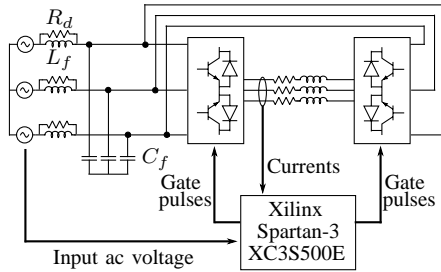 R_d
L_f
C_f
Currents
Gate
pulses
Gate
pulses
Xilinx
Spartan-3
XC3S500E
Input ac voltage